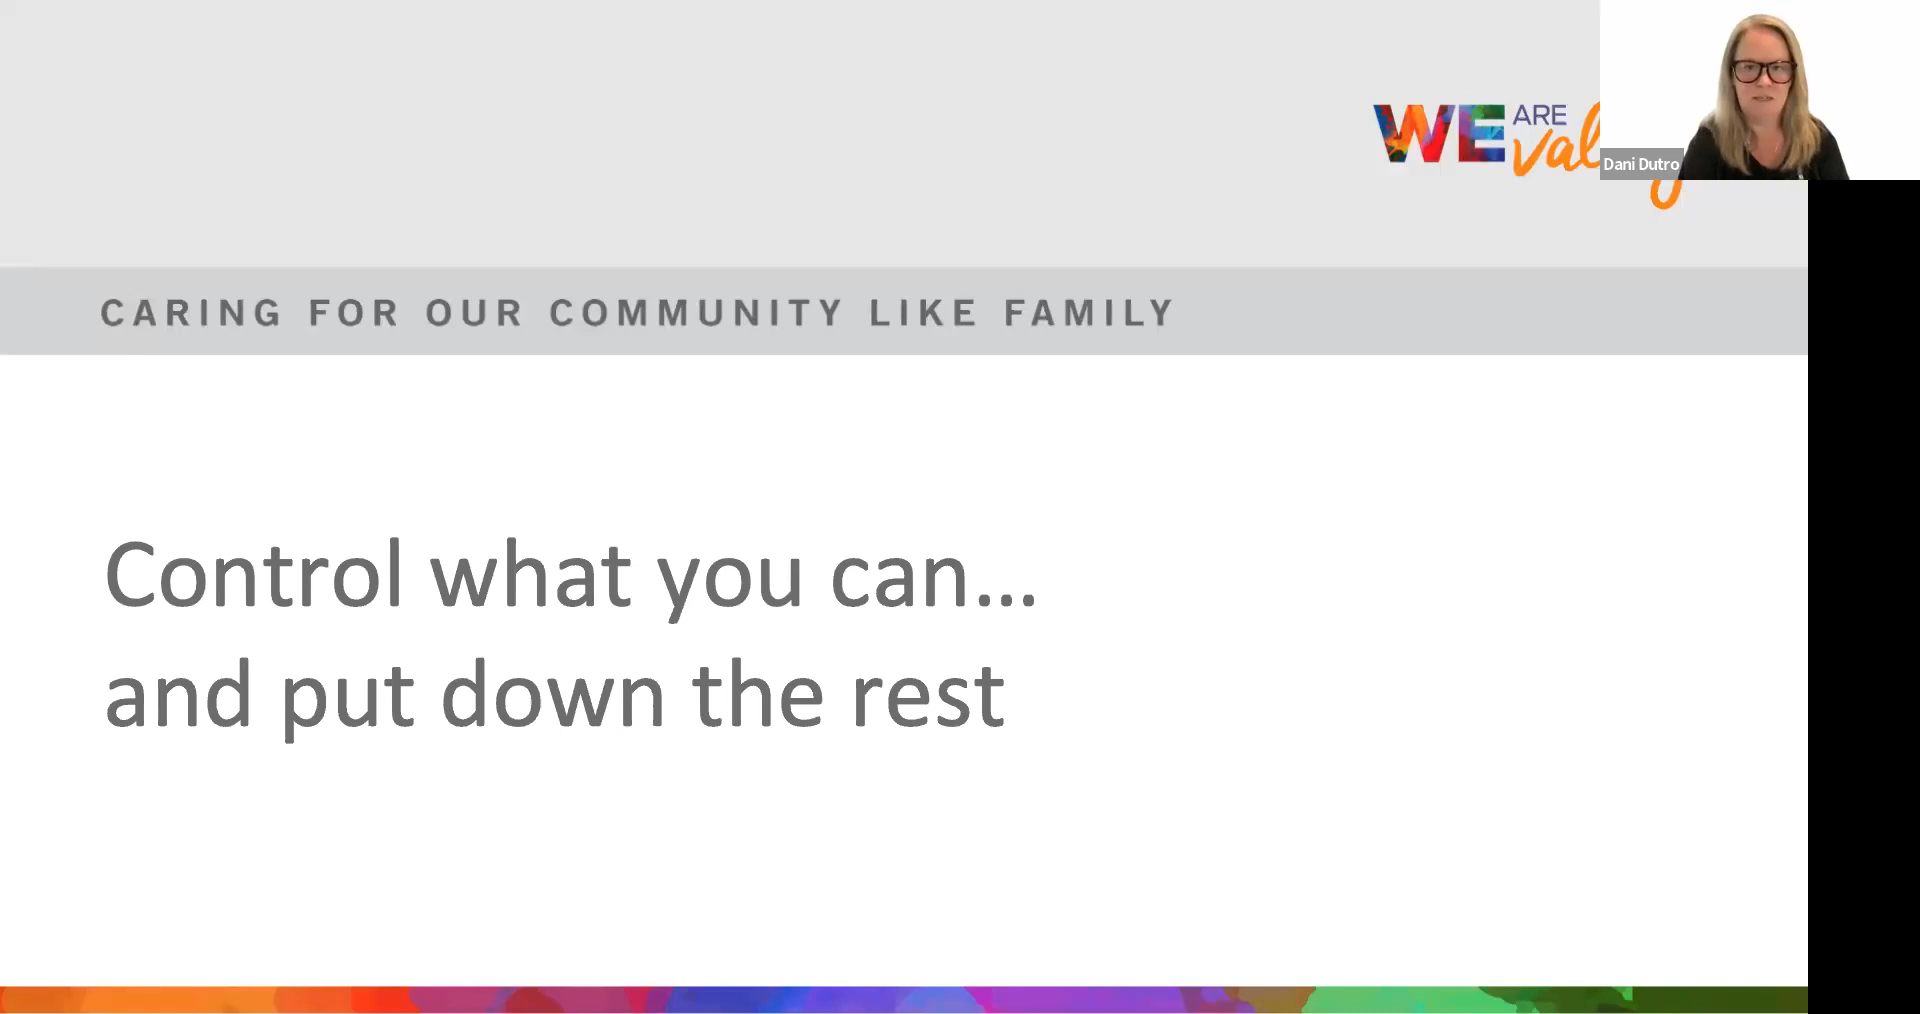 WE ARE
Dani Dutro
CARING FOR OUR COMMUNITY LIKE FAMILY
Control what you can...
and put down the rest